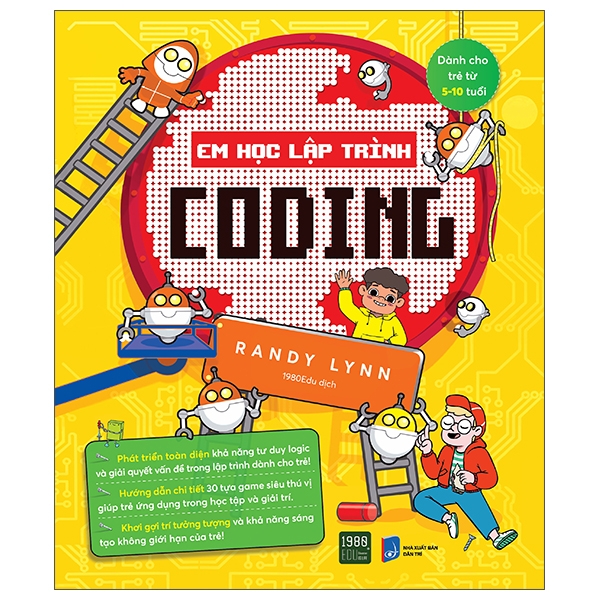 Dành cho
trẻ từ
5-10 tuổi
EM HỌC LẬP TRÌNH
CODING
RANDY LYNN
1980Edu dịch
Phát triển toàn diện khả năng tư duy logic
và giải quyết vấn đề trong lập trình dành cho trẻ!
Hướng dẫn chi tiết 30 tựa game siêu thú vị
giúp trẻ ứng dụng trong học tập và giải trí.
Khơi gợi trí tưởng tượng và khả năng sáng
tạo không giới hạn của trẻ!
1980
EDU
NHÀ XUẤT BẢN
DÂN TRÍ